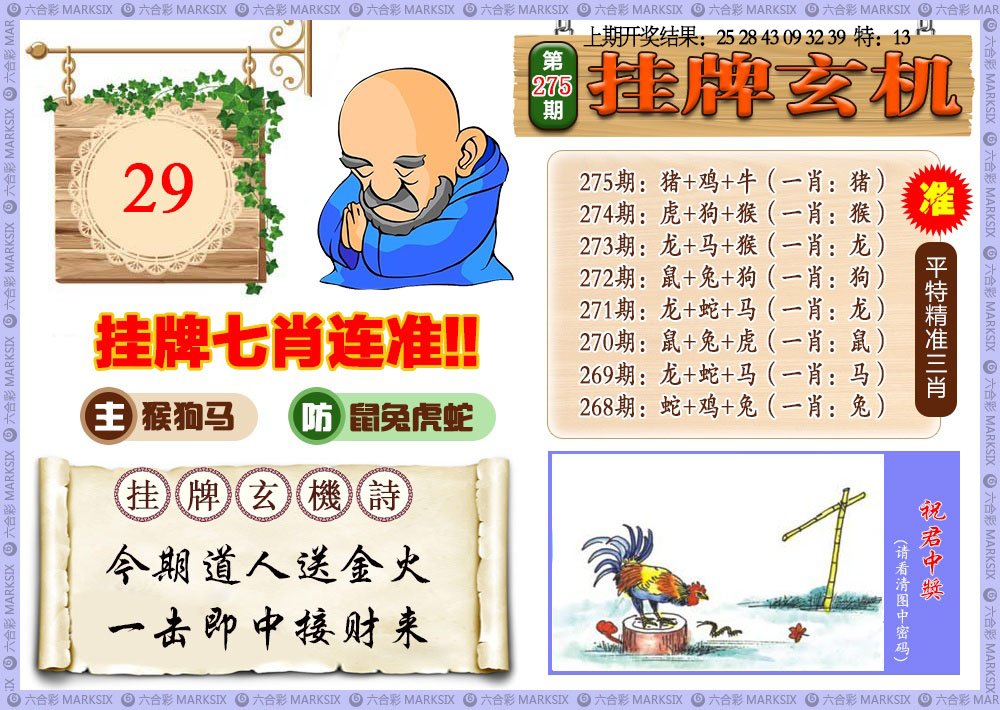 上期开奖结果：25 28 43 09 32 39 特：13
第275期
挂牌玄机
29
挂牌七肖连准!!
主 猴狗马
防 鼠兔虎蛇
挂牌玄機詩
今期道人送金火
一击即中接财来
275期：猪+鸡+牛（一肖：猪）
274期：虎+狗+猴（一肖：猴）
273期：龙+马+猴（一肖：龙）
272期：鼠+兔+狗（一肖：狗）
271期：龙+蛇+马（一肖：龙）
270期：鼠+兔+虎（一肖：鼠）
269期：龙+蛇+马（一肖：马）
268期：蛇+鸡+兔（一肖：兔）
准
平特精准三肖
祝君中奬
（请看清图中密码）
六合彩 MARKSIX